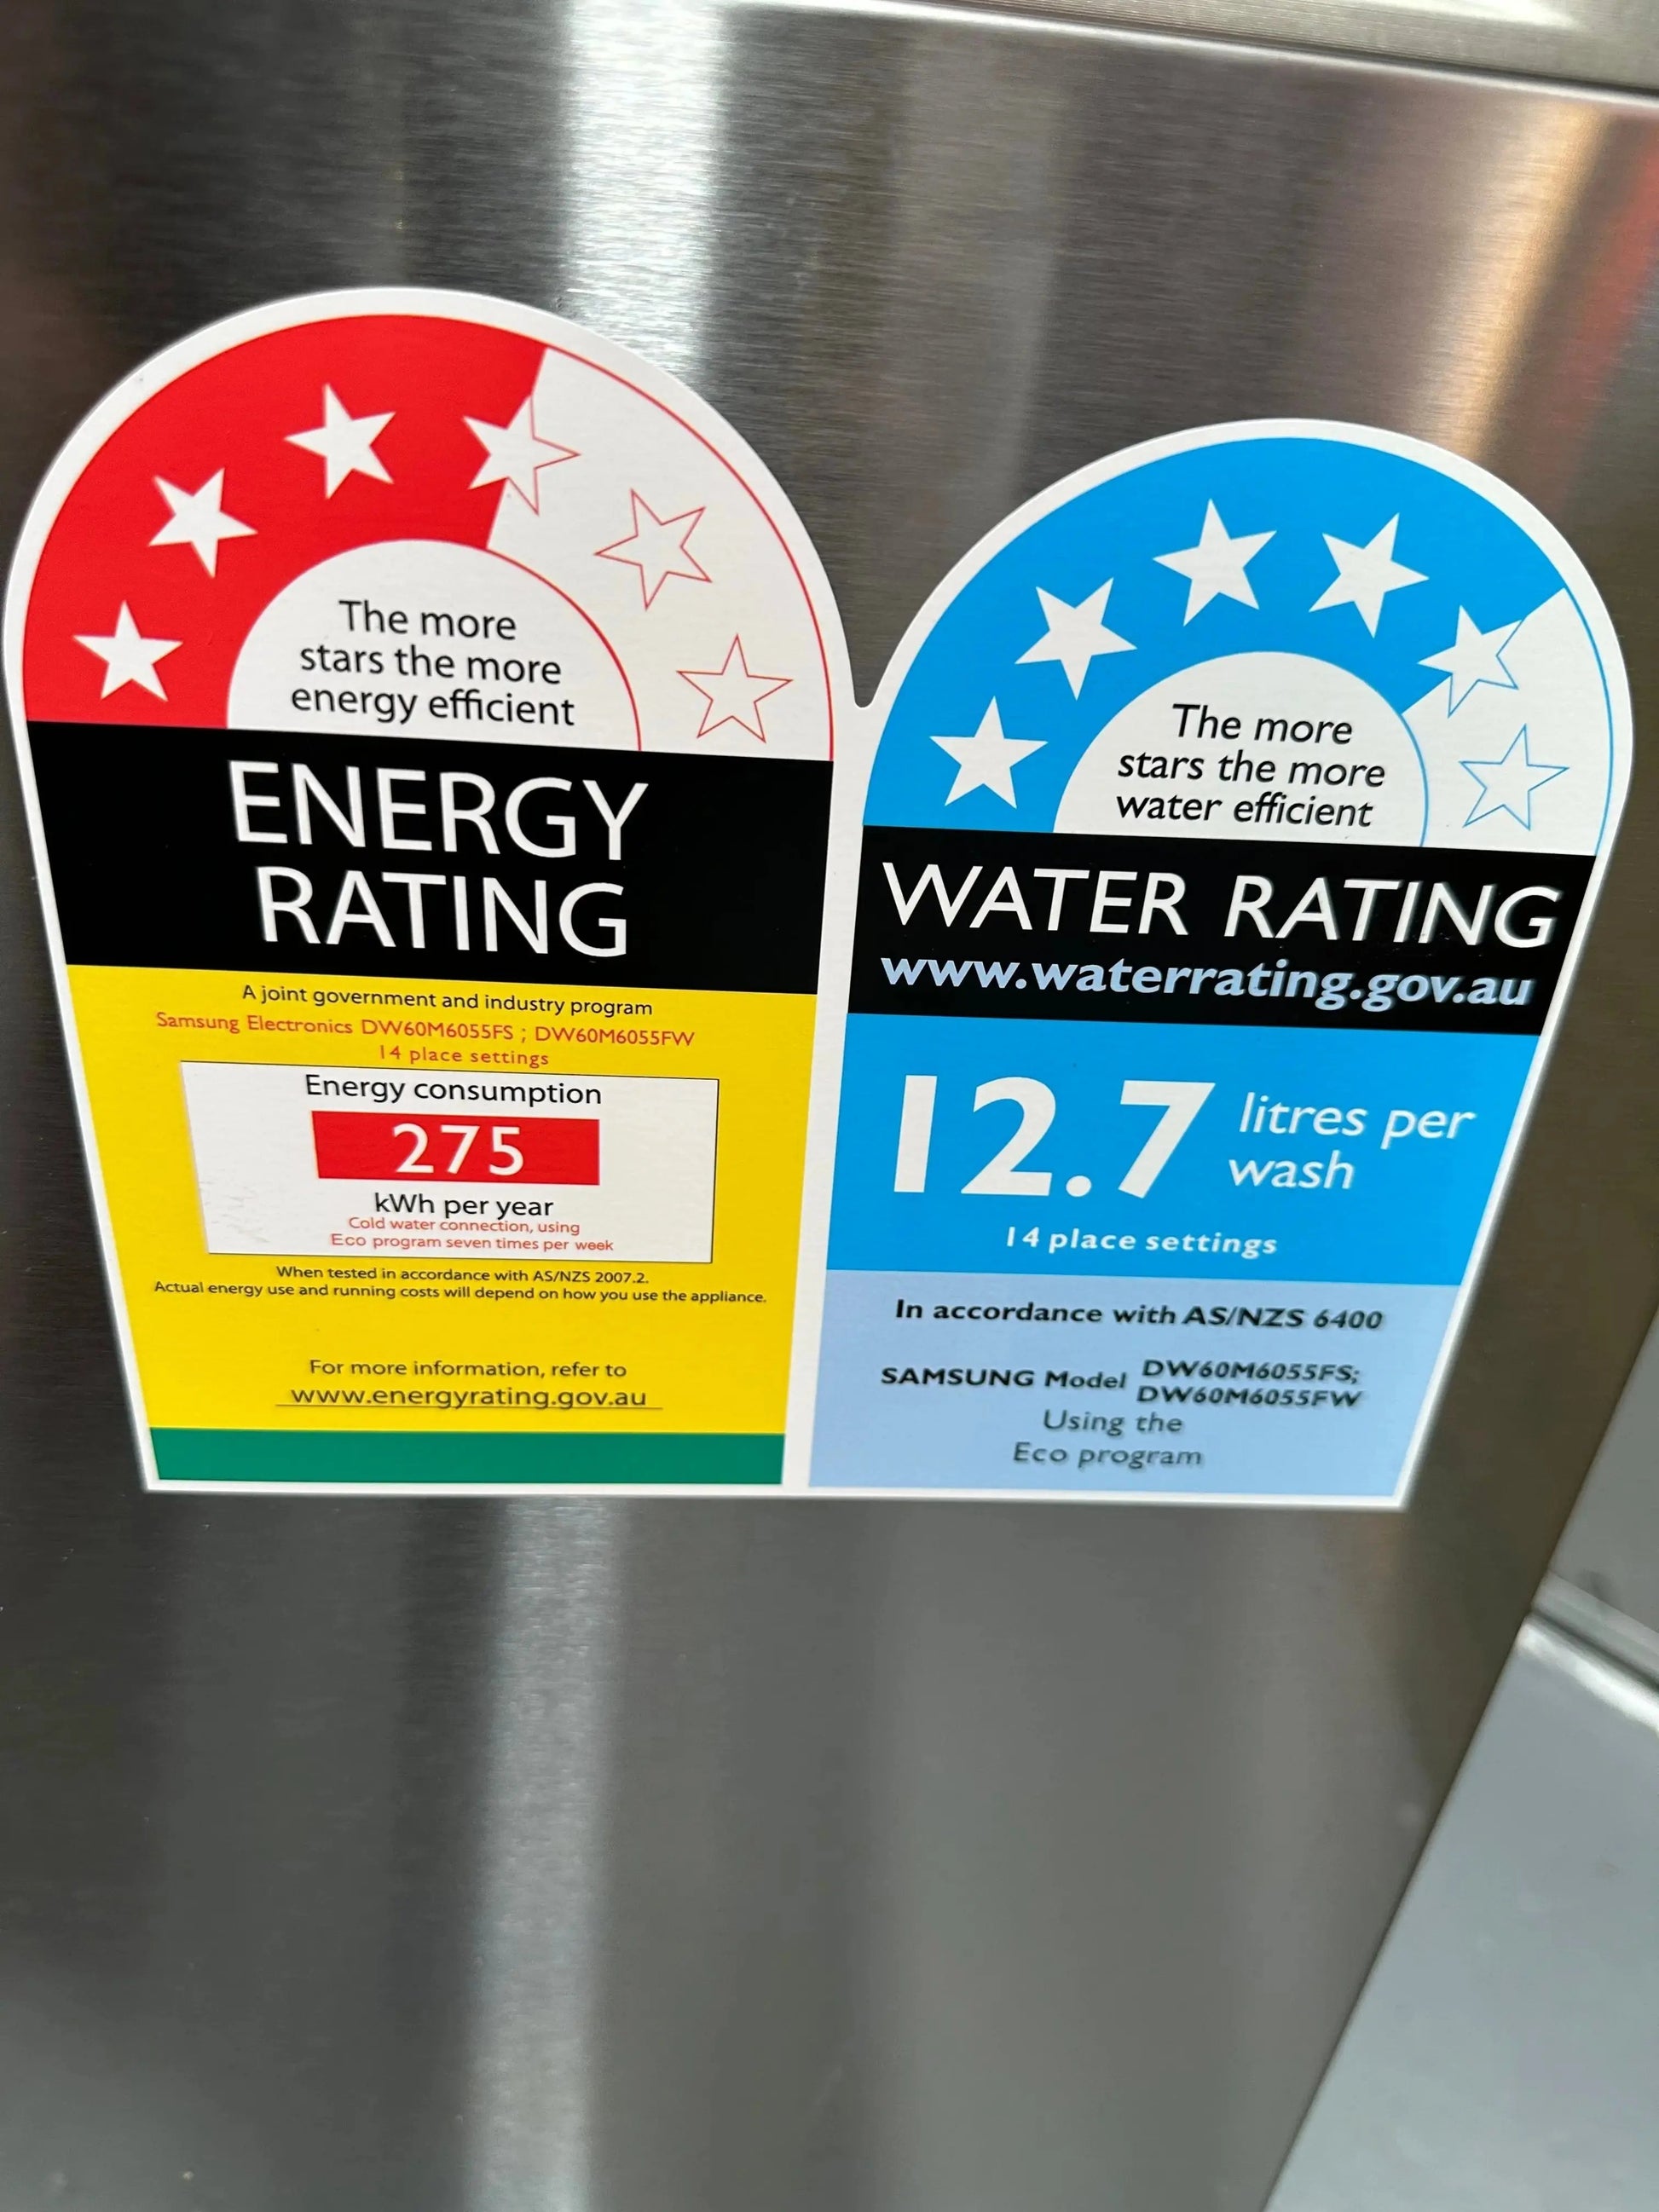 The more
stars the more
energy efficient
ENERGY
RATING
A joint government and industry program
Samsung Electronics DW60M6055FS ; DW60M6055FW
14 place settings
Energy consumption
275
kWh per year
Cold water connection, using
Eco program seven times per week
When tested in accordance with AS/NZS 2007.2.
Actual energy use and running costs will depend on how you use the appliance.
For more information, refer to
www.energyrating.gov.au
The more
stars the more
water efficient
WATER RATING
www.waterrating.gov.au
12.7 litres per
wash
14 place settings
In accordance with AS/NZS 6400
SAMSUNG Model DW60M6055FS;
DW60M6055FW
Using the
Eco program